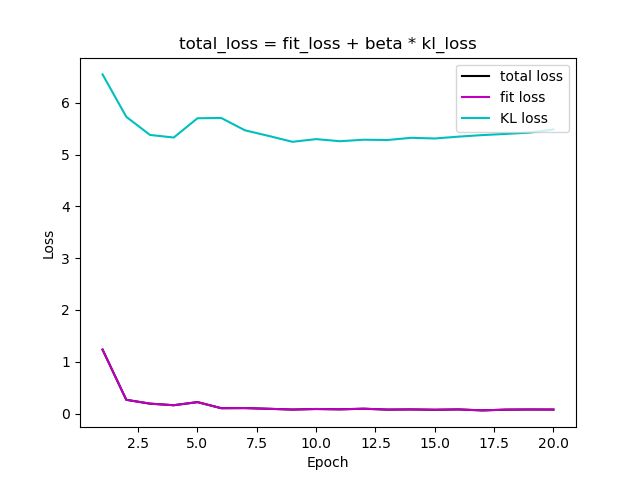 total_loss = fit_loss + beta * kl_loss
total loss
fit loss
KL loss
6
5
4
3
2
1
0
Loss
2.5 5.0 7.5 10.0 12.5 15.0 17.5 20.0
Epoch